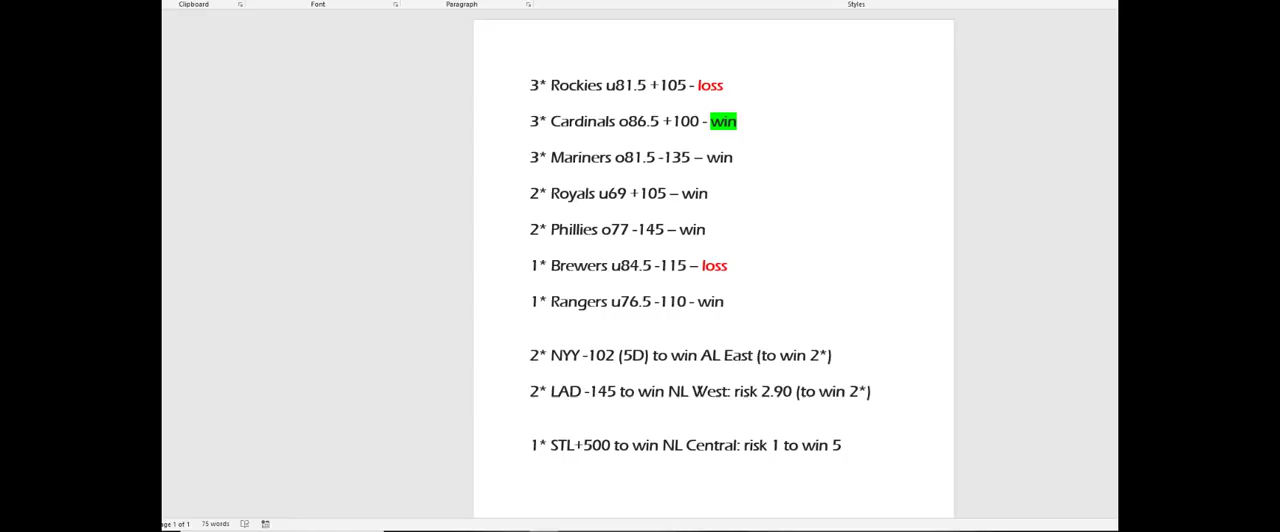 Clipboard Font Paragraph Styles
3* Rockies u81.5 +105 - loss
3* Cardinals o86.5 +100 - win
3* Mariners o81.5 -135 – win
2* Royals u69 +105 – win
2* Phillies o77 -145 – win
1* Brewers u84.5 -115 – loss
1* Rangers u76.5 -110 - win
2* NYY -102 (5D) to win AL East (to win 2*)
2* LAD -145 to win NL West: risk 2.90 (to win 2*)
1* STL+500 to win NL Central: risk 1 to win 5
age 1 of 1 75 words